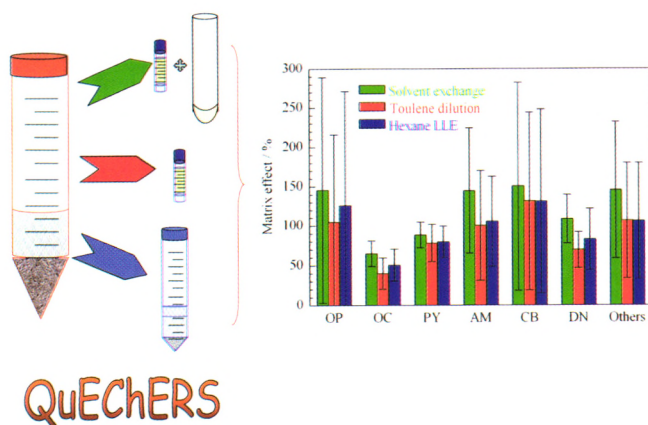 300
250
200
150
100
50
0
Matrix effect / %
Solvent exchange
Toulene dilution
Hexane LLE
OP OC PY AM CB DN Others
QuEChERS